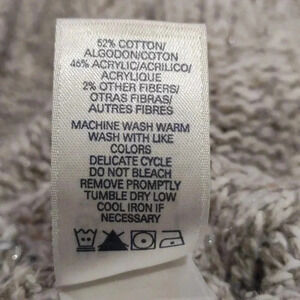 52% COTTON/
ALGODON/COTON
46% ACRYLIC/ACRILICO/
ACRYLIQUE
2% OTHER FIBERS/
OTRAS FIBRAS/
AUTRES FIBRES
MACHINE WASH WARM
WASH WITH LIKE
COLORS
DELICATE CYCLE
DO NOT BLEACH
REMOVE PROMPTLY
TUMBLE DRY LOW
COOL IRON IF
NECESSARY